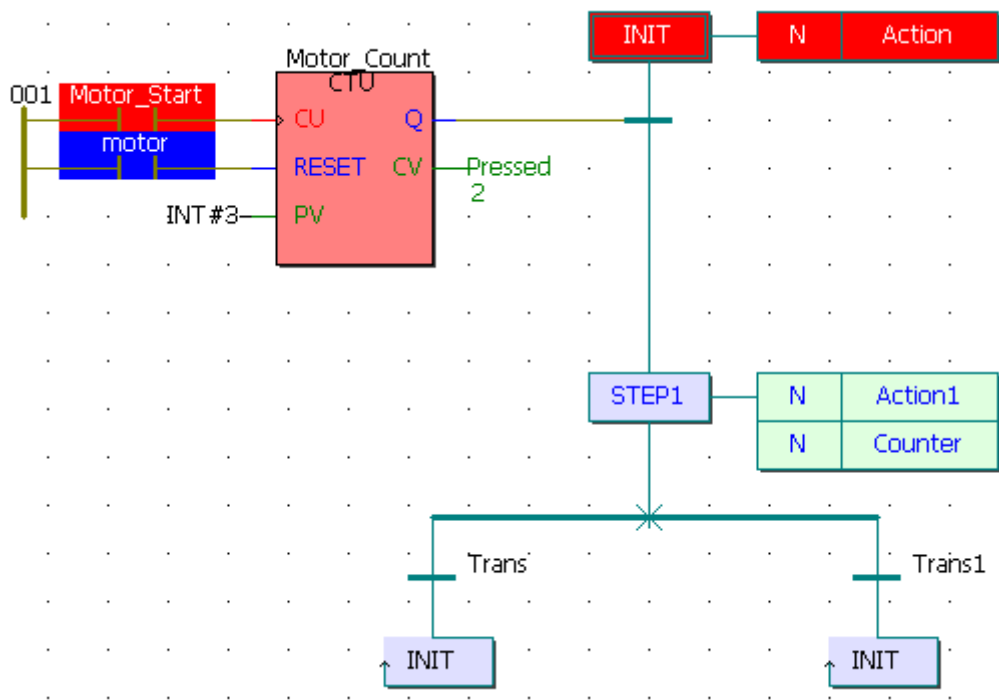 INIT N Action
Motor_Count
CTU
001 Motor_Start
CU Q
motor
RESET CV Pressed
2
INT#3 PV
STEP1 N Action1
N Counter
Trans Trans1
INIT INIT